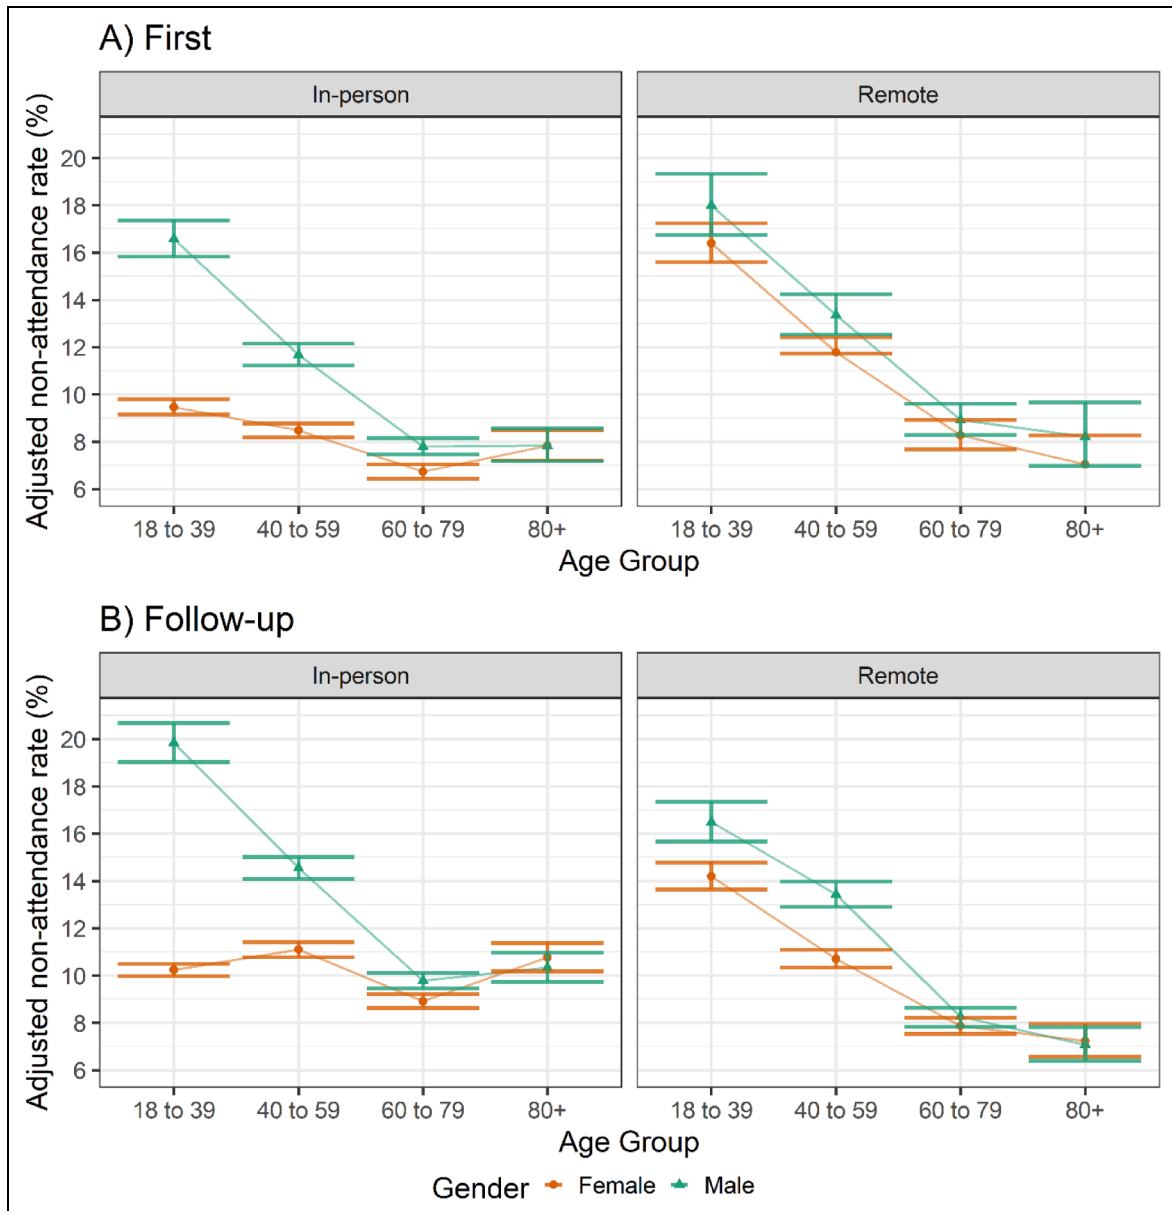 A) First
In-person
Remote
Adjusted non-attendance rate (%)
20
18
16
14
12
10
8
6
18 to 39 40 to 59 60 to 79 80+
18 to 39 40 to 59 60 to 79 80+
Age Group
B) Follow-up
In-person
Remote
Adjusted non-attendance rate (%)
20
18
16
14
12
10
8
6
18 to 39 40 to 59 60 to 79 80+
18 to 39 40 to 59 60 to 79 80+
Age Group
Gender Female Male